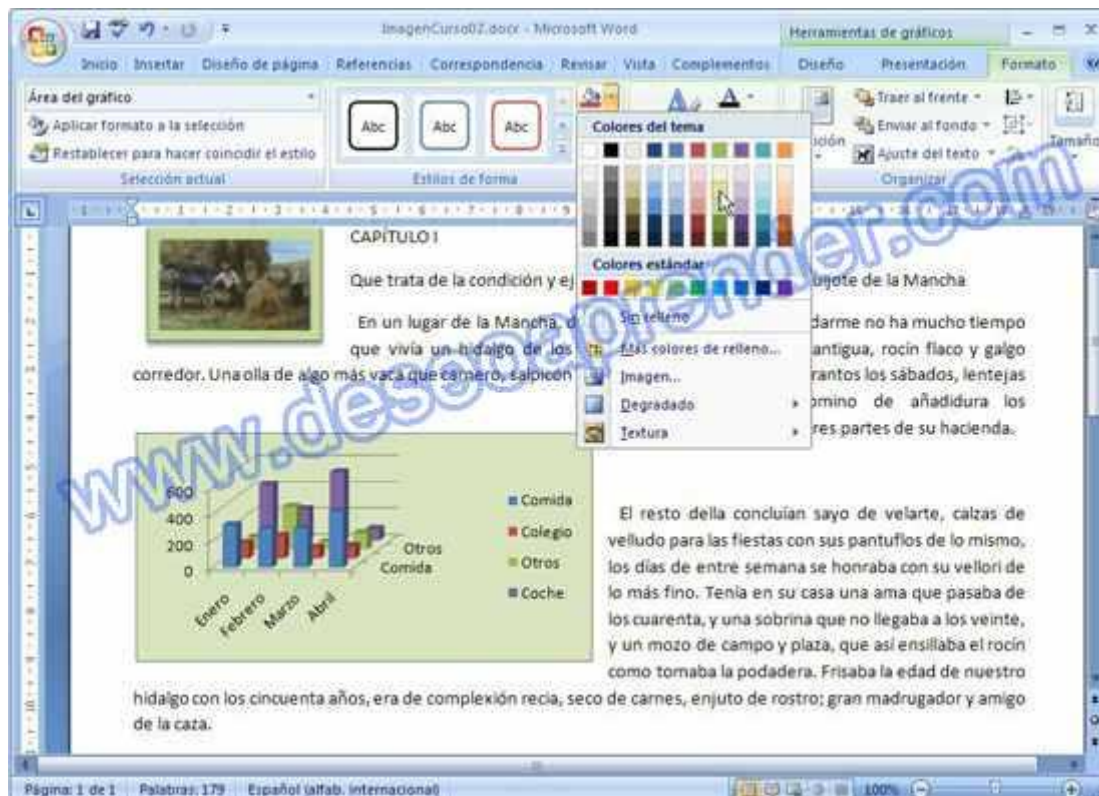 ImagenCurso02.docx - Microsoft Word
Herramientas de gráficos
Inicio Insertar Diseño de página Referencias Correspondencia Revisar Vista Complementos Diseño Presentación Formato
Área del gráfico
Aplicar formato a la selección
Restablecer para hacer coincidir el estilo
Selección actual
Abc Abc Abc
Estilos de forma
Traer al frente
Enviar al fondo
Ajuste del texto
Organizar
Tamaño
Colores del tema
Colores estándar
Sin relleno
Más colores de relleno...
Imagen...
Degradado
Textura
www.deseoaprender.com
CAPÍTULO I
Que trata de la condición y ej uijote de la Mancha
En un lugar de la Mancha, d darme no ha mucho tiempo
que vivía un hidalgo de los antigua, rocín flaco y galgo
corredor. Una olla de algo más vaca que carnero, salpicón rantos los sábados, lentejas
omino de añadidura los
res partes de su hacienda.
600
400
200
0
Enero Febrero Marzo Abril
Comida
Otros
Comida
Colegio
Otros
Coche
El resto della concluían sayo de velarte, calzas de
velludo para las fiestas con sus pantuflos de lo mismo,
los días de entre semana se honraba con su vellori de
lo más fino. Tenía en su casa una ama que pasaba de
los cuarenta, y una sobrina que no llegaba a los veinte,
y un mozo de campo y plaza, que así ensillaba el rocín
como tomaba la podadera. Frisaba la edad de nuestro
hidalgo con los cincuenta años, era de complexión recia, seco de carnes, enjuto de rostro; gran madrugador y amigo
de la caza.
Página: 1 de 1 Palabras: 179 Español (alfab. internacional) 100%